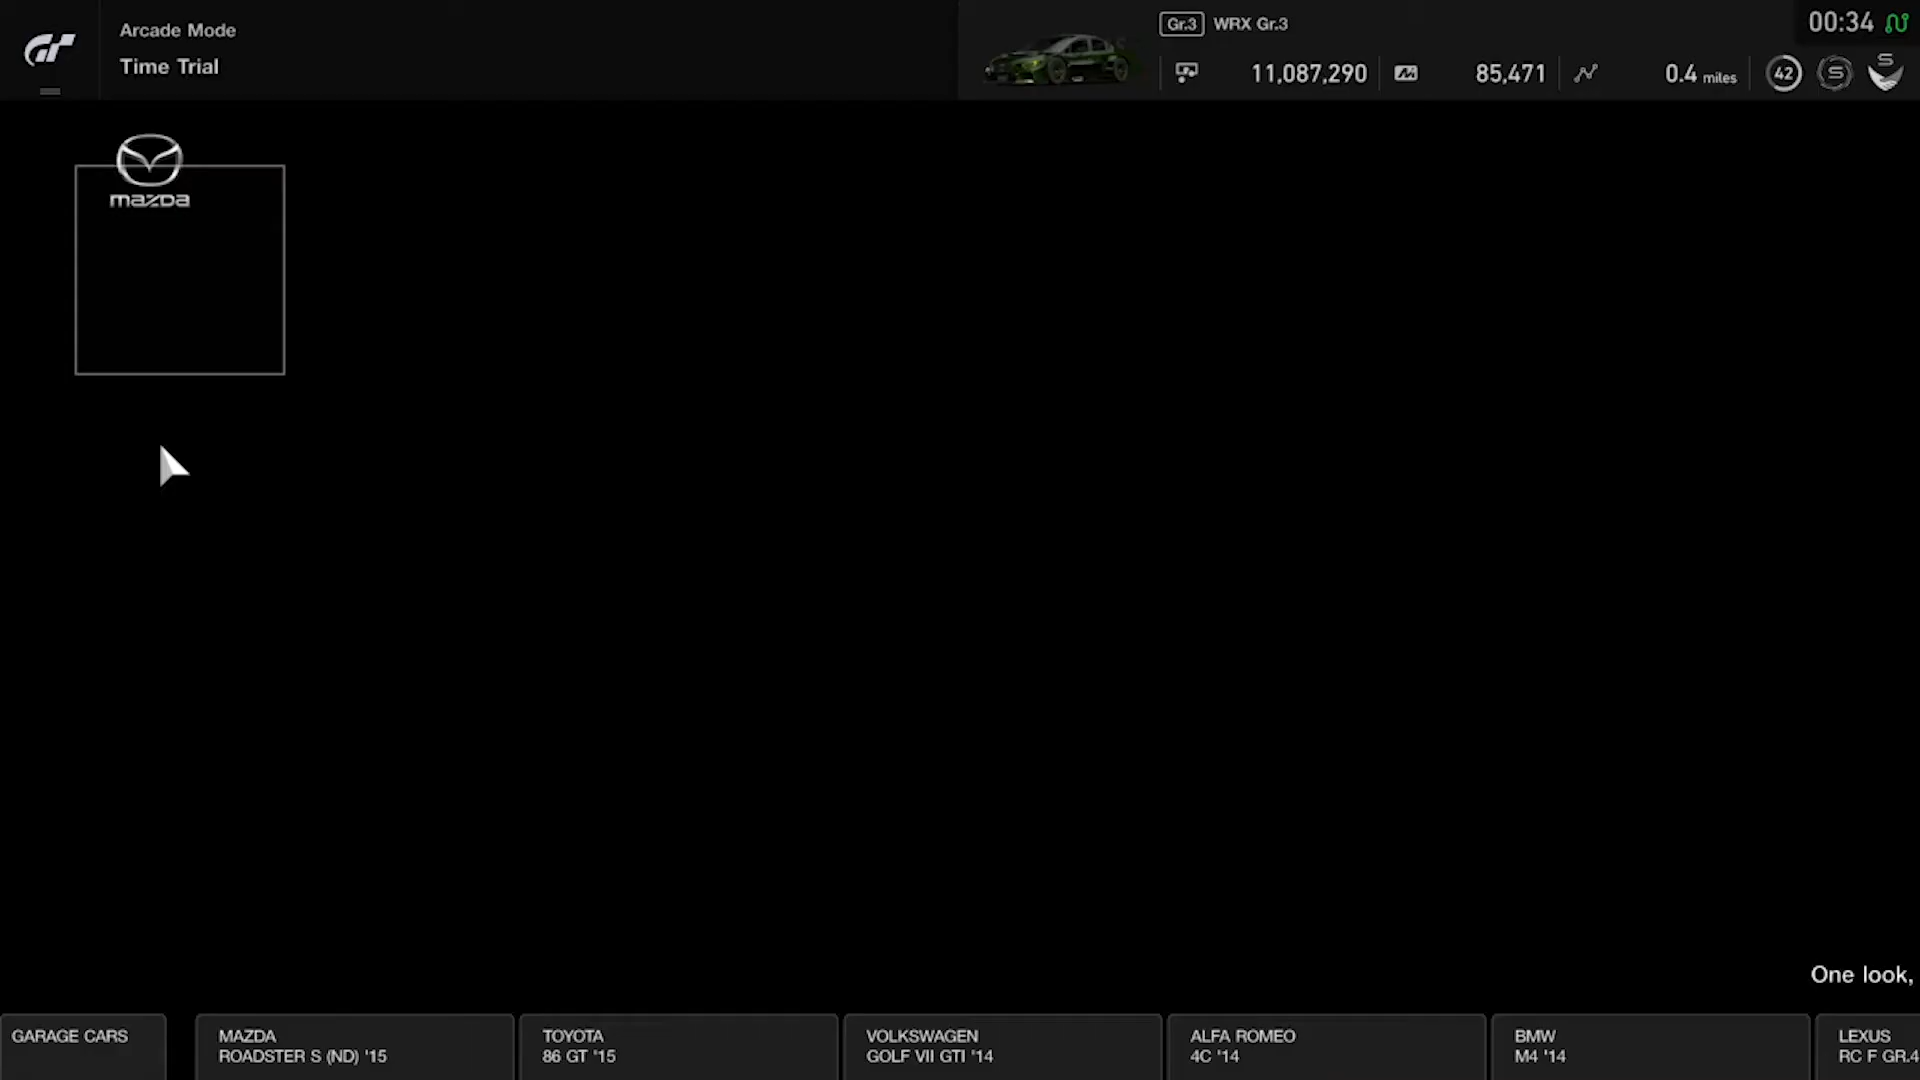 Arcade Mode
Time Trial
Gr.3 WRX Gr.3
11,087,290
85,471
0.4 miles
42
S
S
00:34
mazda
One look,
GARAGE CARS
MAZDA
ROADSTER S (ND) '15
TOYOTA
86 GT '15
VOLKSWAGEN
GOLF VII GTI '14
ALFA ROMEO
4C '14
BMW
M4 '14
LEXUS
RC F GR.4